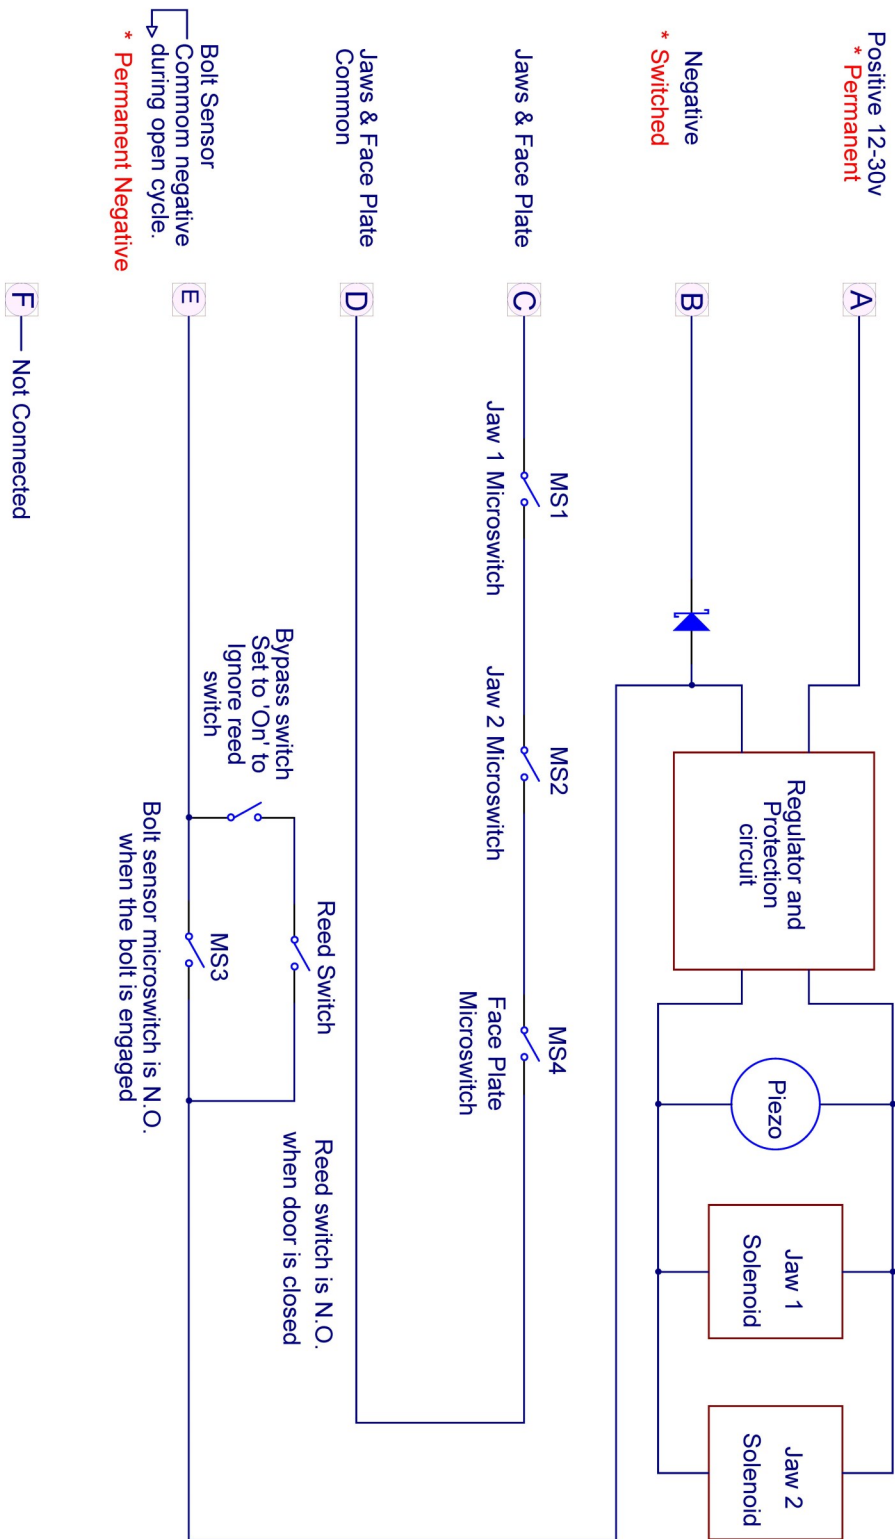 Positive 12-30v
* Permanent
A
Regulator and
Protection
circuit
Piezo
Jaw 1
Solenoid
Jaw 2
Solenoid
Negative
* Switched
B
Jaws & Face Plate
C
MS1
Jaw 1 Microswitch
MS2
Jaw 2 Microswitch
MS4
Face Plate
Microswitch
Jaws & Face Plate
Common
D
Bypass switch
Set to 'On' to
Ignore reed
switch
Reed Switch
Reed switch is N.O.
when door is closed
Bolt Sensor
Commom negative
during open cycle.
* Permanent Negative
E
MS3
Bolt sensor microswitch is N.O.
when the bolt is engaged
F
Not Connected